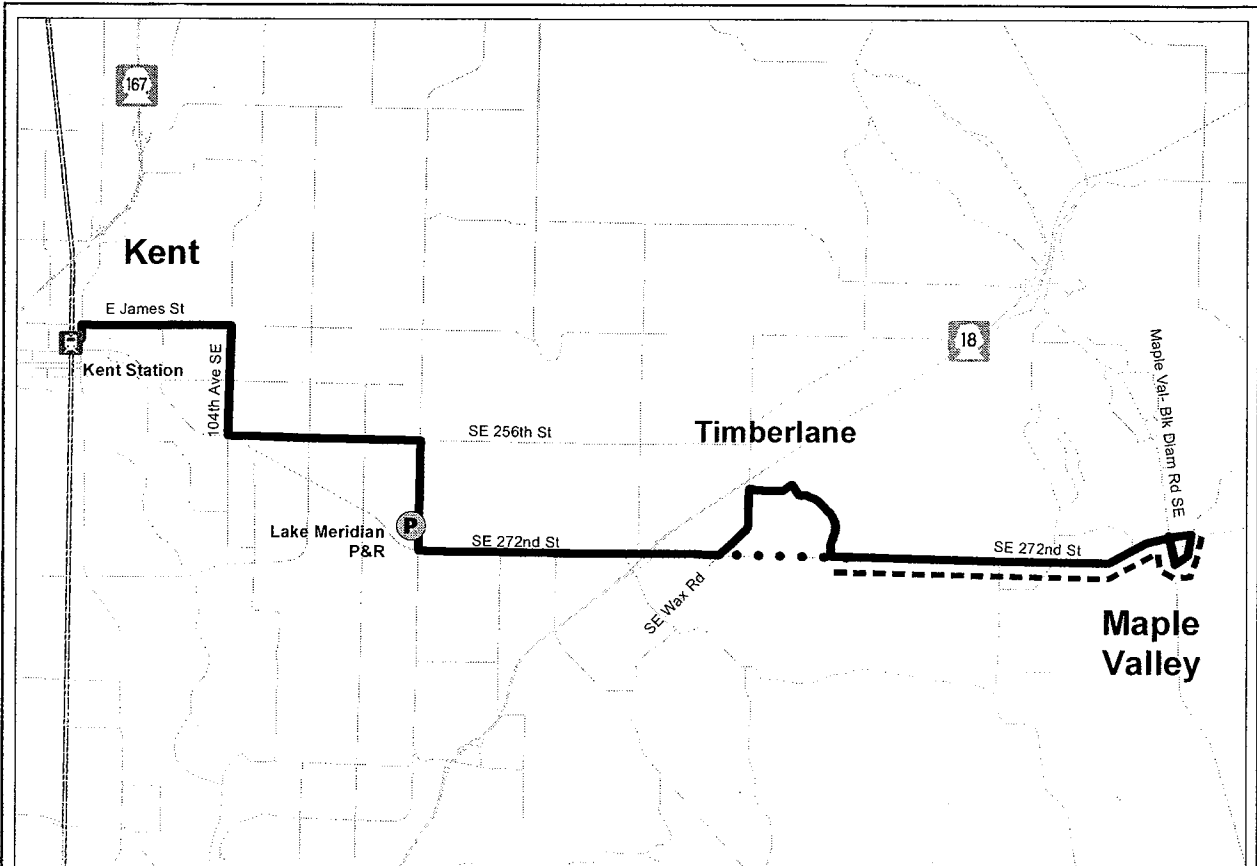 167
Kent
E James St
Kent Station
104th Ave SE
SE 256th St
Timberlane
18
Maple Val- Blk Diam Rd SE
Lake Meridian
P&R
P
SE 272nd St
SE Wax Rd
SE 272nd St
Maple
Valley